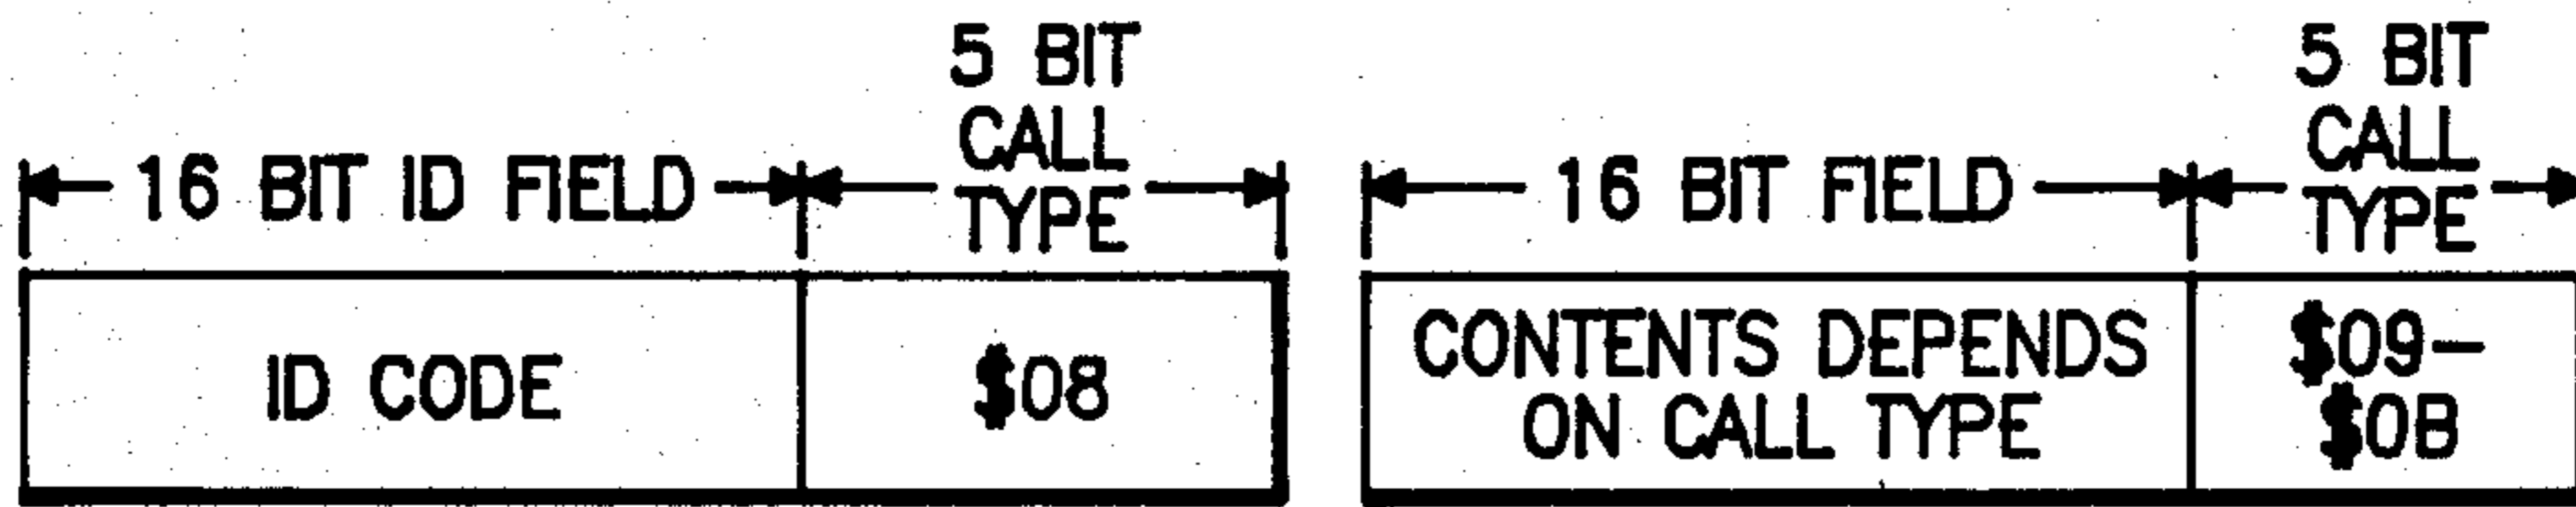 5 BIT
CALL
TYPE
16 BIT ID FIELD
5 BIT
CALL
TYPE
16 BIT FIELD
ID CODE
$08
CONTENTS DEPENDS
ON CALL TYPE
$09-
$0B